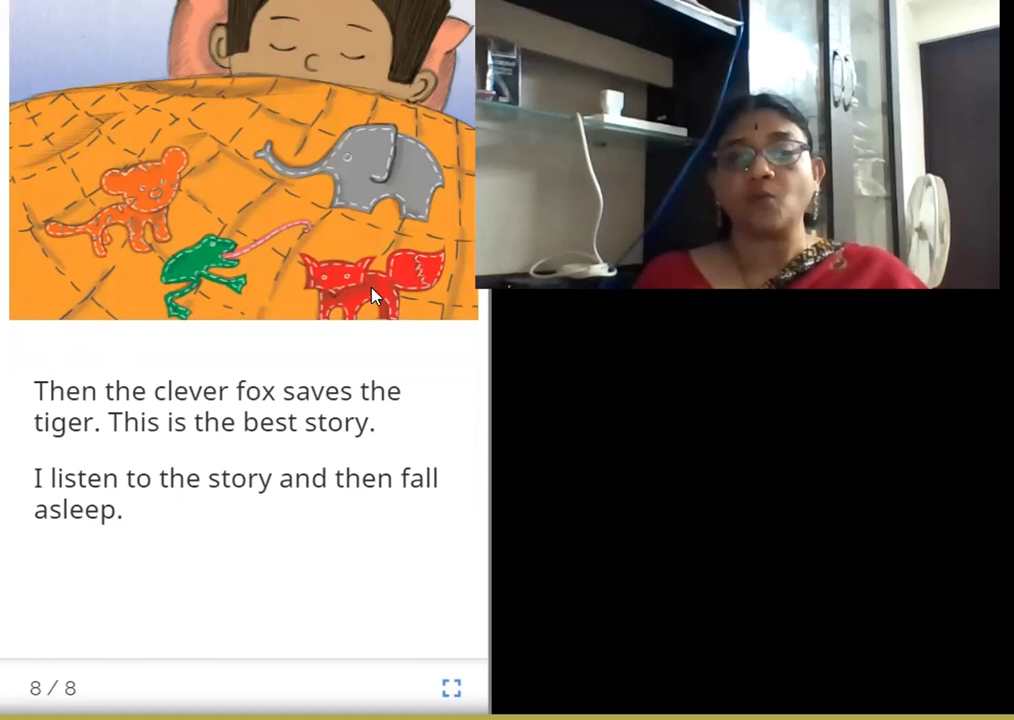 Then the clever fox saves the
tiger. This is the best story.
I listen to the story and then fall
asleep.
8 / 8